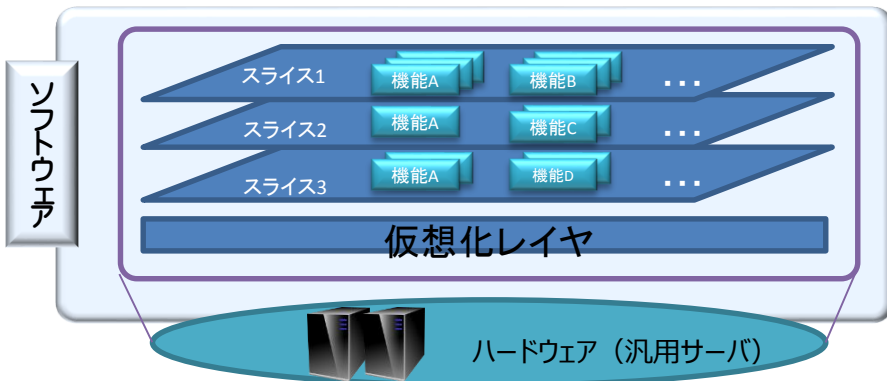 ソフトウェア
スライス1 機能A 機能B ...
スライス2 機能A 機能C ...
スライス3 機能A 機能D ...
仮想化レイヤ
ハードウェア（汎用サーバ）